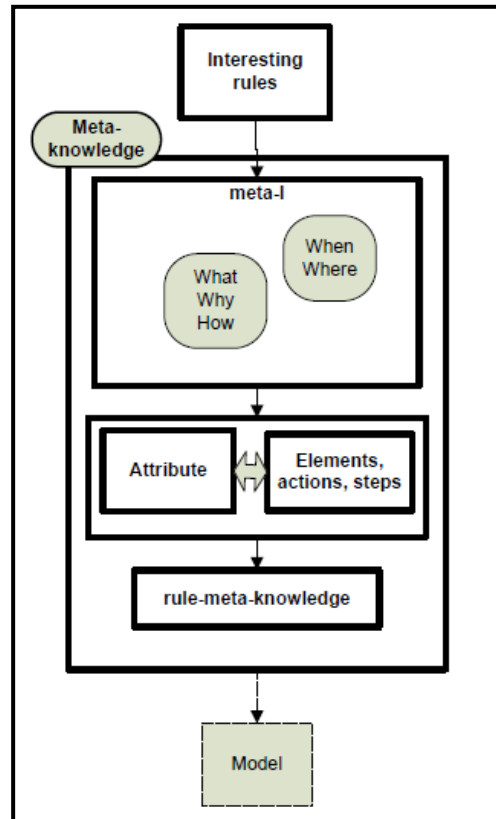 Interesting
rules
Meta-
knowledge
meta-I
When
Where
What
Why
How
Attribute
Elements,
actions, steps
rule-meta-knowledge
Model